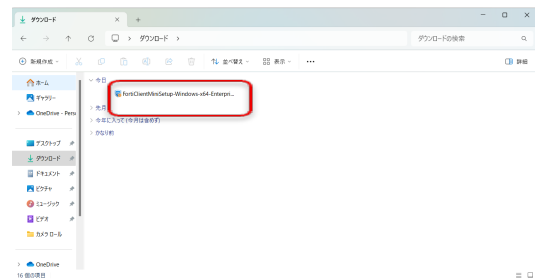 ダウンロード
ダウンロード
ダウンロードの検索
新規作成
並べ替え
表示
詳細
ホーム
ギャラリー
OneDrive - Pers
デスクトップ
ダウンロード
ドキュメント
ピクチャ
ミュージック
ビデオ
カメラ ロール
OneDrive
今日
FortiClientMiniSetup-Windows-x64-Enterpri...
先月
今年に入って (今月は含めず)
かなり前
16 個の項目